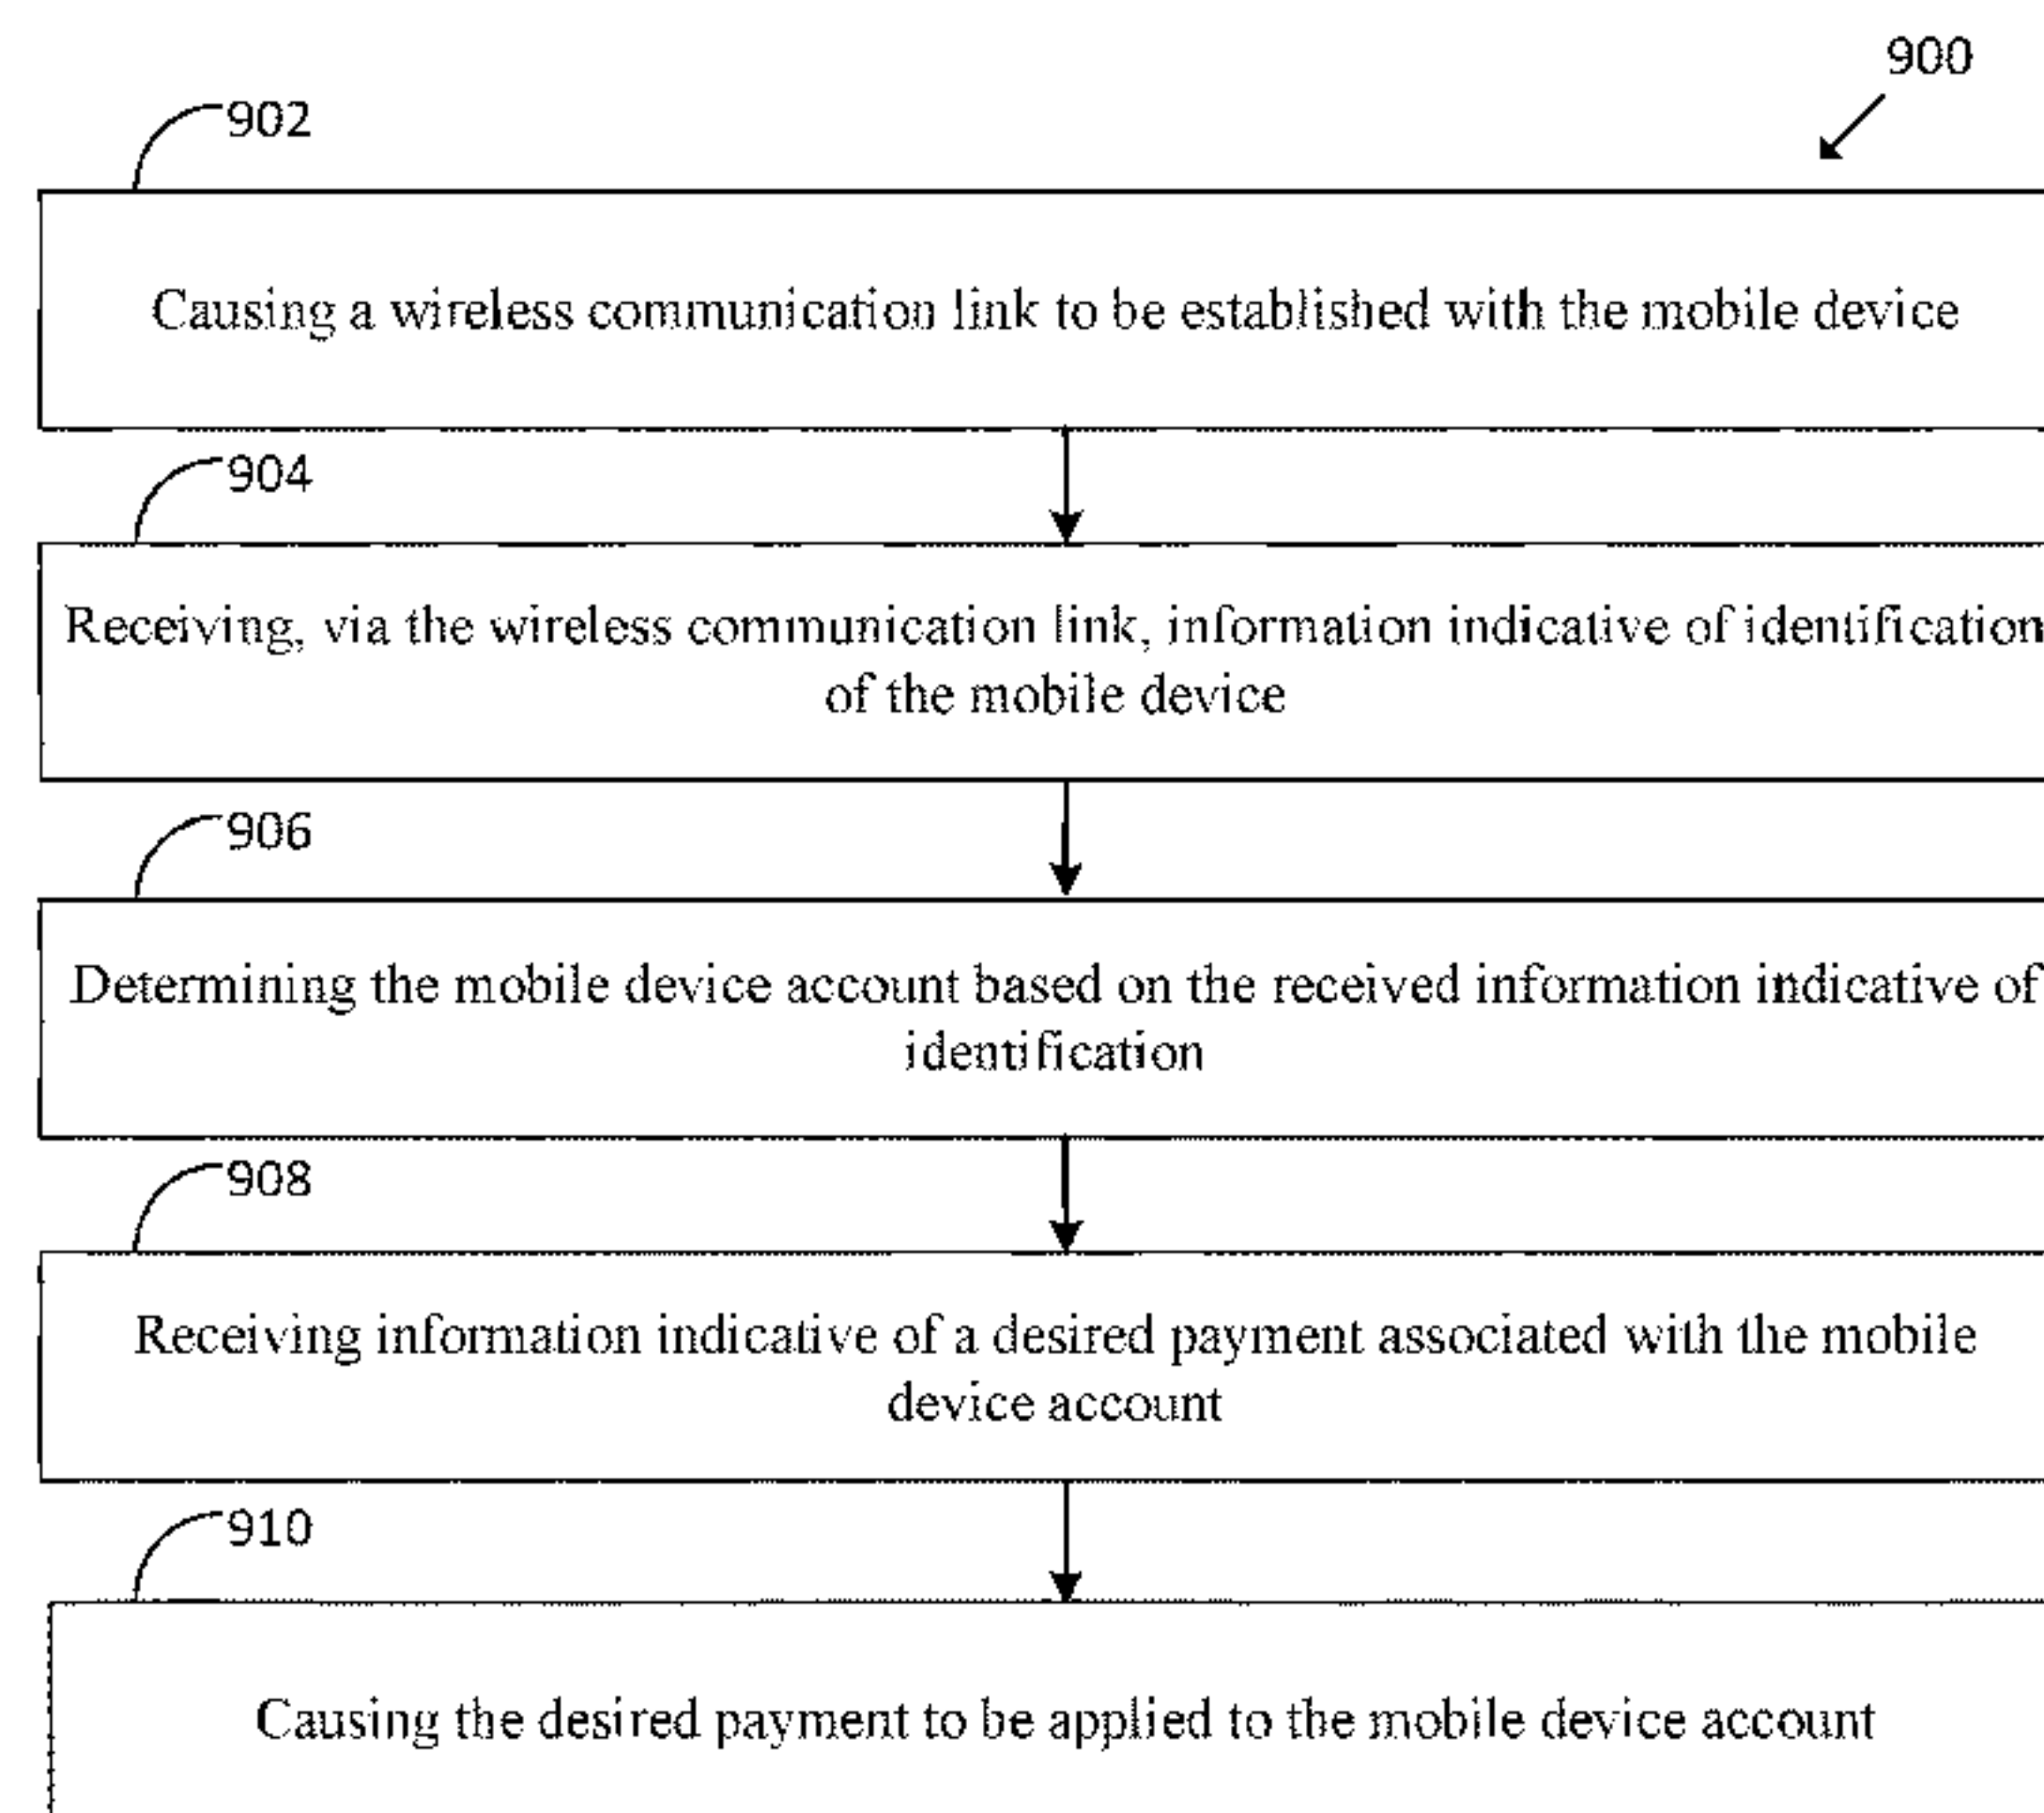 900
902
Causing a wireless communication link to be established with the mobile device
904
Receiving, via the wireless communication link, information indicative of identification
of the mobile device
906
Determining the mobile device account based on the received information indicative of
identification
908
Receiving information indicative of a desired payment associated with the mobile
device account
910
Causing the desired payment to be applied to the mobile device account